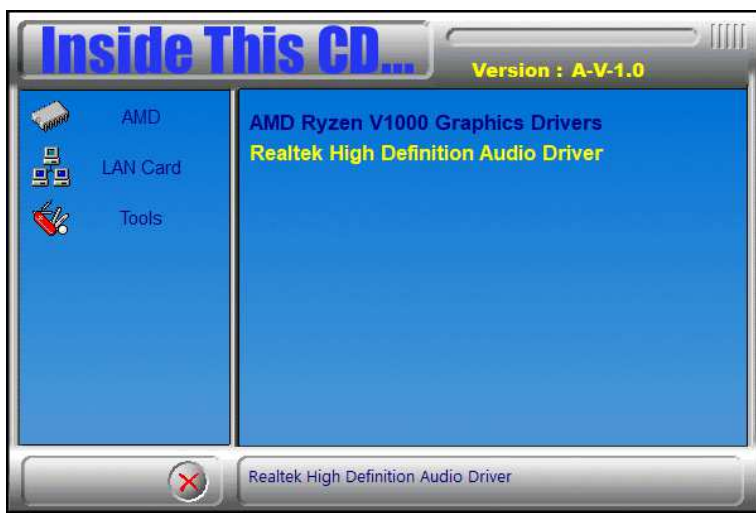 Inside This CD...
Version : A-V-1.0
AMD
LAN Card
Tools
AMD Ryzen V1000 Graphics Drivers
Realtek High Definition Audio Driver
Realtek High Definition Audio Driver